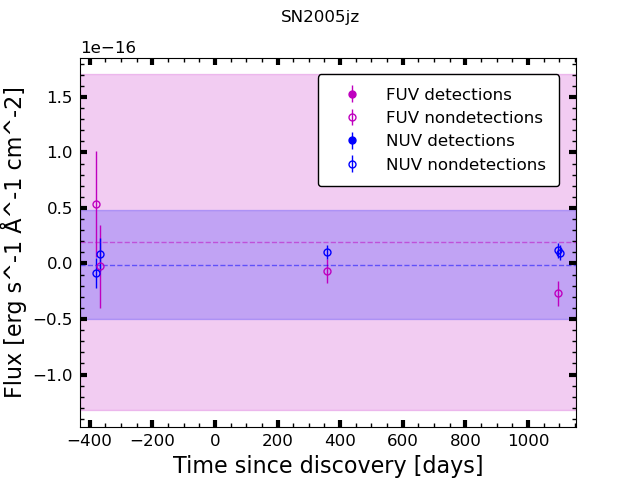 SN2005jz
1e−16
FUV detections
FUV nondetections
NUV detections
NUV nondetections
1.5
1.0
0.5
0.0
−0.5
−1.0
Flux [erg s^-1 Å^-1 cm^-2]
−400 −200 0 200 400 600 800 1000
Time since discovery [days]